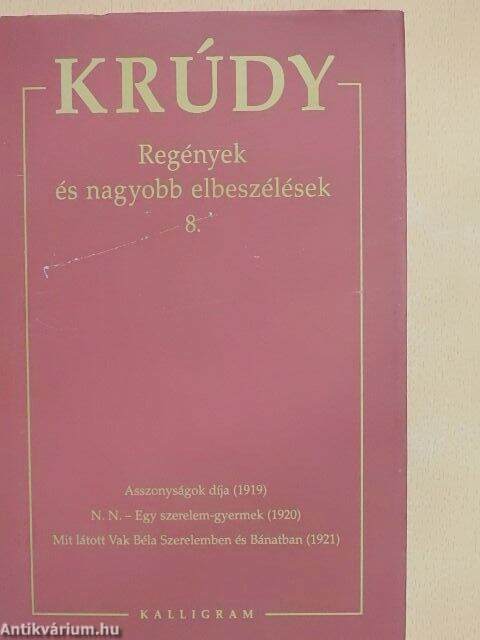 KRÚDY
Regények
és nagyobb elbeszélések
8.
Asszonyságok díja (1919)
N. N. – Egy szerelem-gyermek (1920)
Mit látott Vak Béla Szerelemben és Bánatban (1921)
KALLIGRAM
Antikvárium.hu